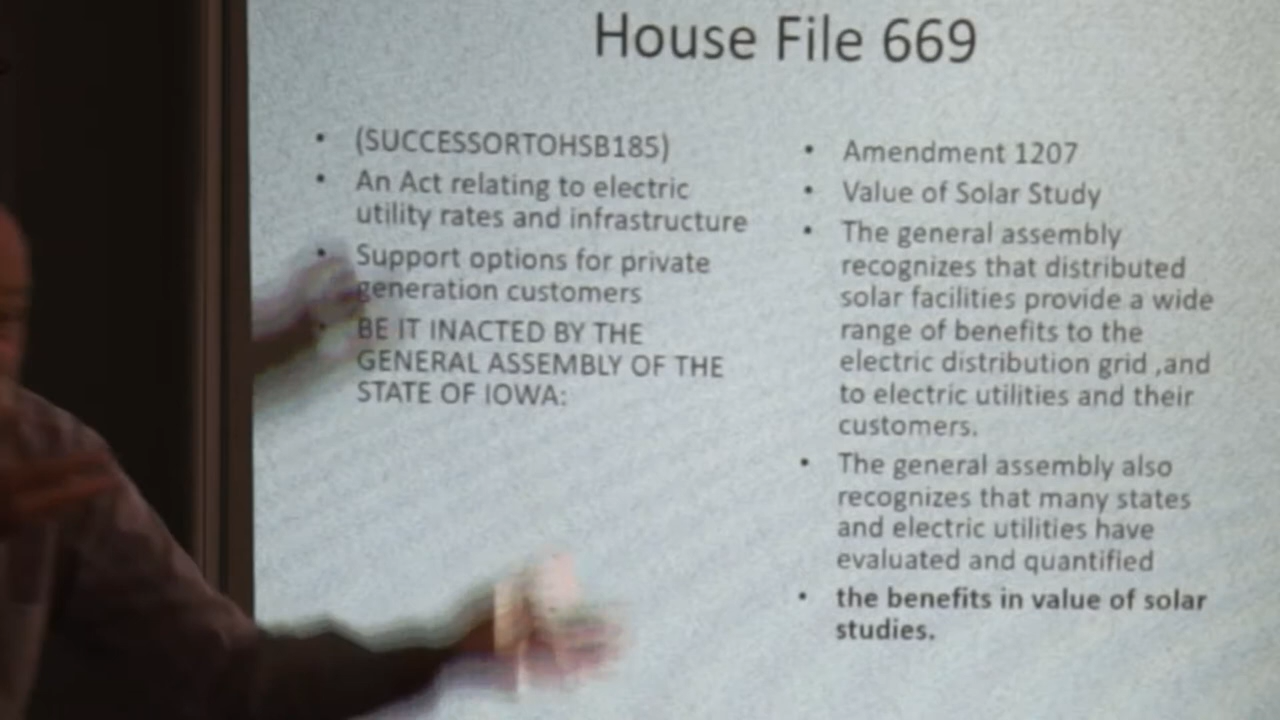 House File 669
• (SUCCESSORTOHSB185)
• An Act relating to electric
utility rates and infrastructure
• Support options for private
generation customers
• BE IT INACTED BY THE
GENERAL ASSEMBLY OF THE
STATE OF IOWA:
• Amendment 1207
• Value of Solar Study
• The general assembly
recognizes that distributed
solar facilities provide a wide
range of benefits to the
electric distribution grid ,and
to electric utilities and their
customers.
• The general assembly also
recognizes that many states
and electric utilities have
evaluated and quantified
• the benefits in value of solar
studies.